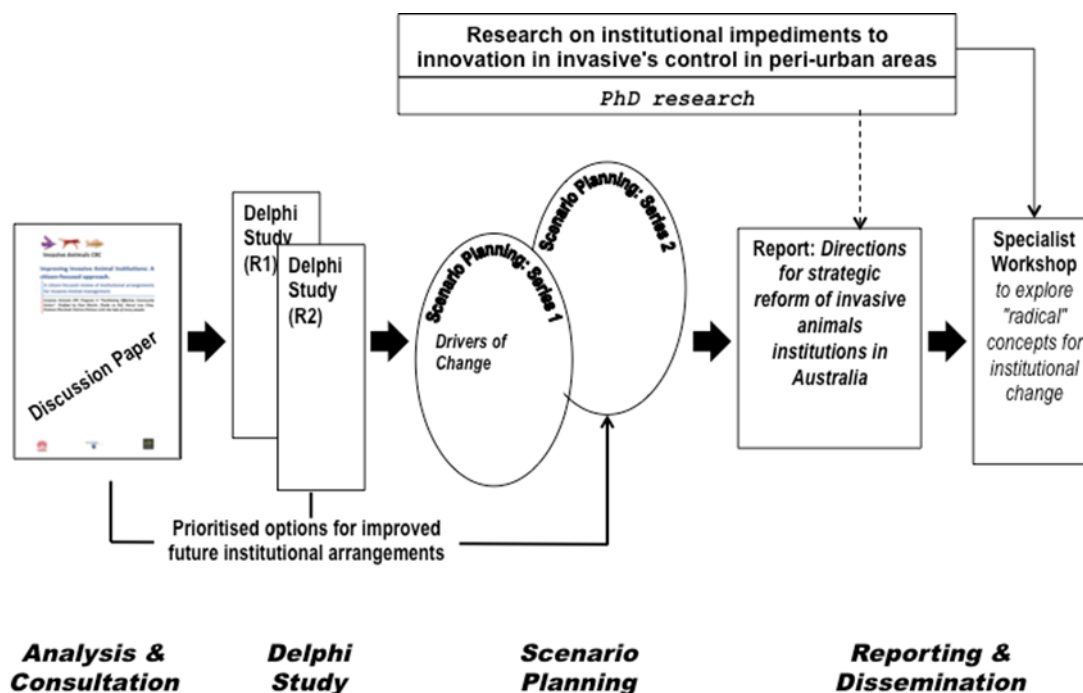 Research on institutional impediments to
innovation in invasive's control in peri-urban areas
PhD research
Invasive Animals CRC
Improving Invasive Animal Institutions: A
citizen-focused approach.
Discussion Paper
Delphi
Study
(R1)
Delphi
Study
(R2)
Scenario Planning: Series 1
Drivers of
Change
Scenario Planning: Series 2
Report: Directions
for strategic
reform of invasive
animals
institutions in
Australia
Specialist
Workshop
to explore
"radical"
concepts for
institutional
change
Prioritised options for improved
future institutional arrangements
Analysis &
Consultation
Delphi
Study
Scenario
Planning
Reporting &
Dissemination